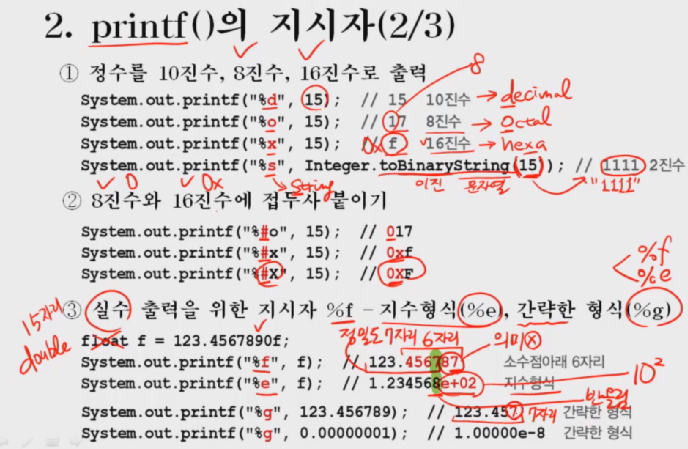 2. printf()의 지시자(2/3)
8
① 정수를 10진수, 8진수, 16진수로 출력
System.out.printf("%d", 15); // 15 10진수 → decimal
System.out.printf("%o", 15); // 17 8진수 → Octal
System.out.printf("%x", 15); // 0x f 16진수 → hexa
System.out.printf("%s", Integer.toBinaryString(15)); // 1111 2진수
0 0x String 이진 문자열 "1111"
② 8진수와 16진수에 접두사 붙이기
System.out.printf("%#o", 15); // 017
System.out.printf("%#x", 15); // 0xf
System.out.printf("%#X", 15); // 0XF
%f
%e
③ 실수 출력을 위한 지시자 %f – 지수형식(%e), 간략한 형식(%g)
15자리
정밀도 7자리 6자리 의미ⓧ
double
float f = 123.4567890f;
System.out.printf("%f", f); // 123.456787 소수점아래 6자리
System.out.printf("%e", f); // 1.234568e+02 지수형식 10²
반올림
System.out.printf("%g", 123.456789); // 123.457 7자리 간략한 형식
System.out.printf("%g", 0.00000001); // 1.00000e-8 간략한 형식